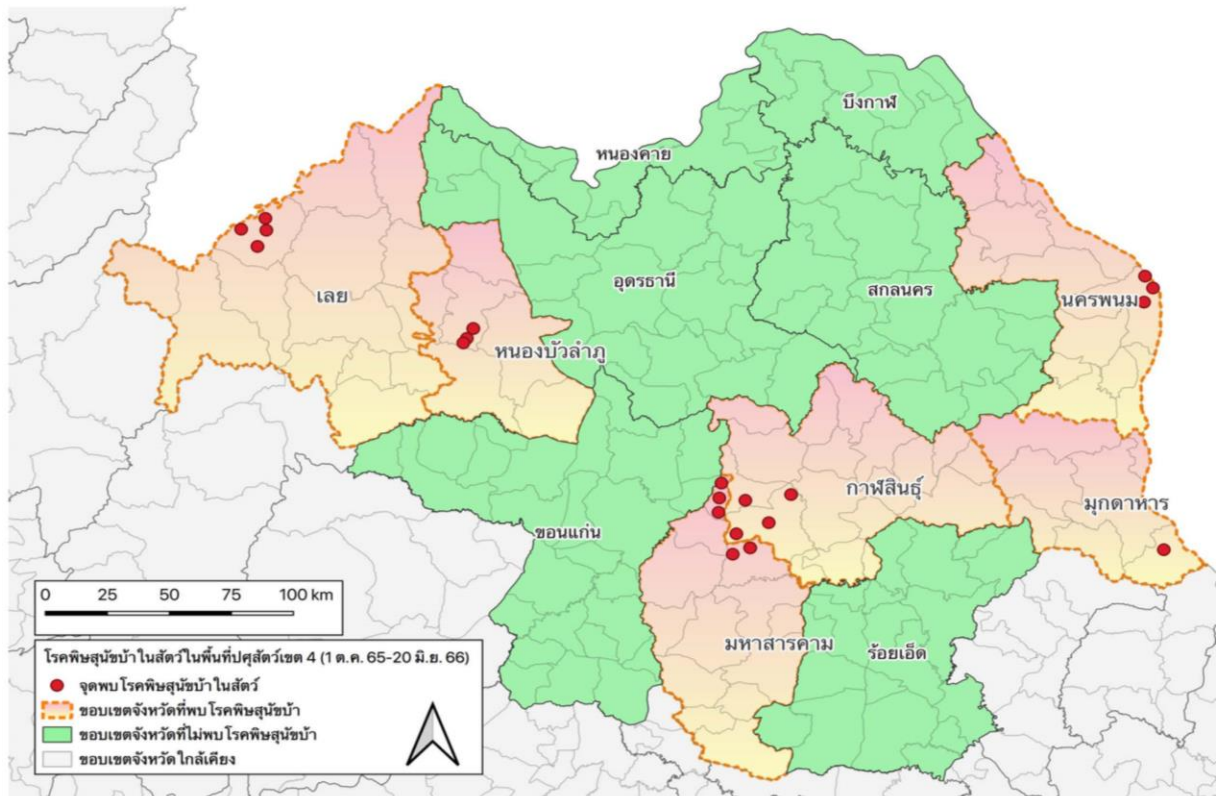 บึงกาฬ
หนองคาย
อุดรธานี
สกลนคร
นครพนม
เลย
หนองบัวลำภู
กาฬสินธุ์
มุกดาหาร
ขอนแก่น
มหาสารคาม
ร้อยเอ็ด
0 25 50 75 100 km
โรคพิษสุนัขบ้าในสัตว์ในพื้นที่ปศุสัตว์เขต 4 (1 ต.ค. 65-20 มิ.ย. 66)
จุดพบโรคพิษสุนัขบ้าในสัตว์
ขอบเขตจังหวัดที่พบโรคพิษสุนัขบ้า
ขอบเขตจังหวัดที่ไม่พบโรคพิษสุนัขบ้า
ขอบเขตจังหวัดใกล้เคียง